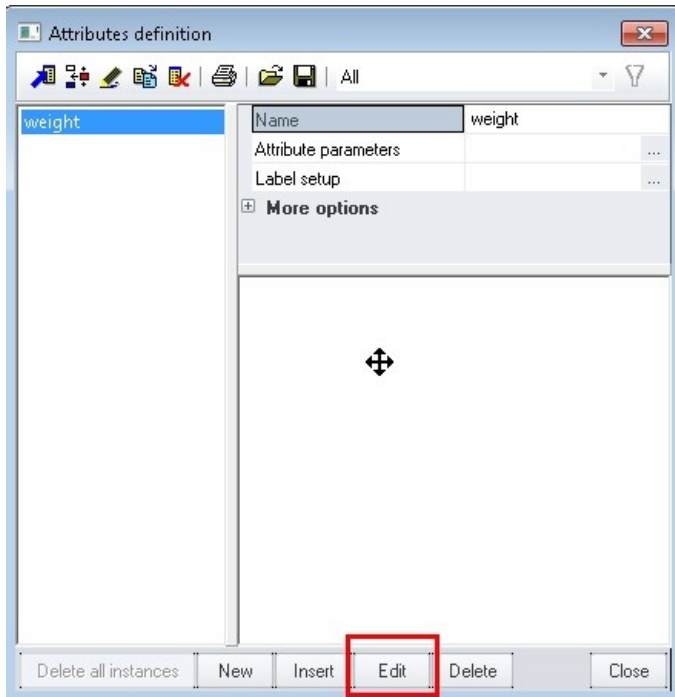 Attributes definition
All
weight
Name weight
Attribute parameters ...
Label setup ...
More options
Delete all instances New Insert Edit Delete Close